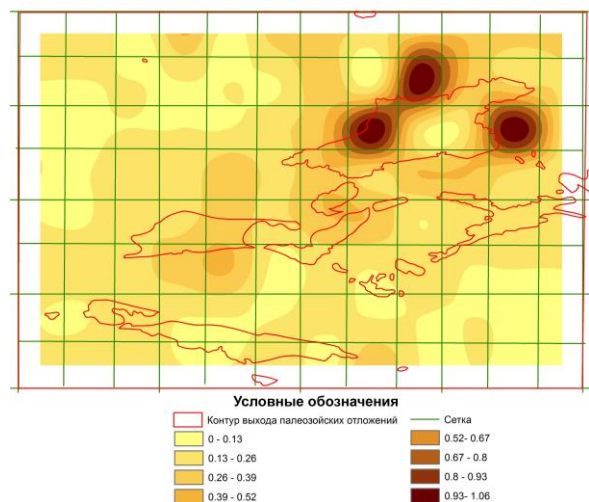 Условные обозначения
Контур выхода палеозойских отложений
Сетка
0 - 0.13
0.13 - 0.26
0.26 - 0.39
0.39 - 0.52
0.52- 0.67
0.67 - 0.8
0.8 - 0.93
0.93- 1.06